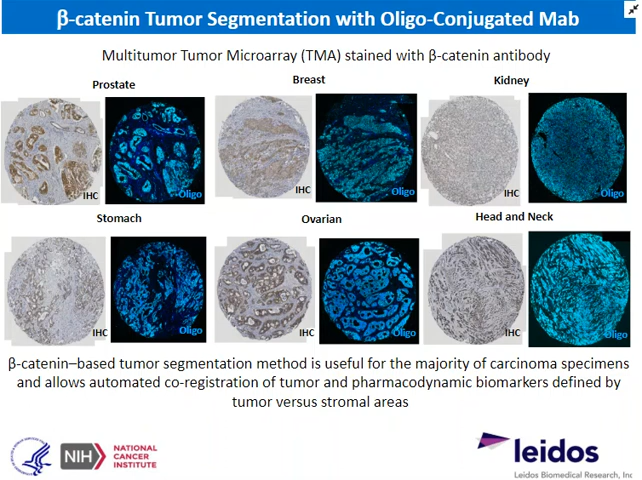 β-catenin Tumor Segmentation with Oligo-Conjugated Mab
Multitumor Tumor Microarray (TMA) stained with β-catenin antibody
Prostate
Breast
Kidney
IHC
Oligo
IHC
Oligo
IHC
Oligo
Stomach
Ovarian
Head and Neck
IHC
Oligo
IHC
Oligo
IHC
Oligo
β-catenin–based tumor segmentation method is useful for the majority of carcinoma specimens
and allows automated co-registration of tumor and pharmacodynamic biomarkers defined by
tumor versus stromal areas
NIH
NATIONAL
CANCER
INSTITUTE
leidos
Leidos Biomedical Research, Inc